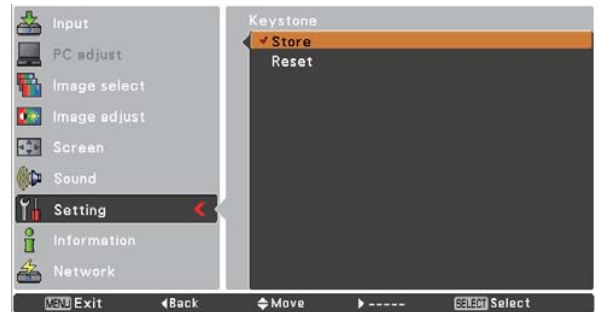 Input
PC adjust
Image select
Image adjust
Screen
Sound
Setting
Information
Network
Keystone
Store
Reset
MENU Exit ◀Back Move ▶ ----- SELECT Select